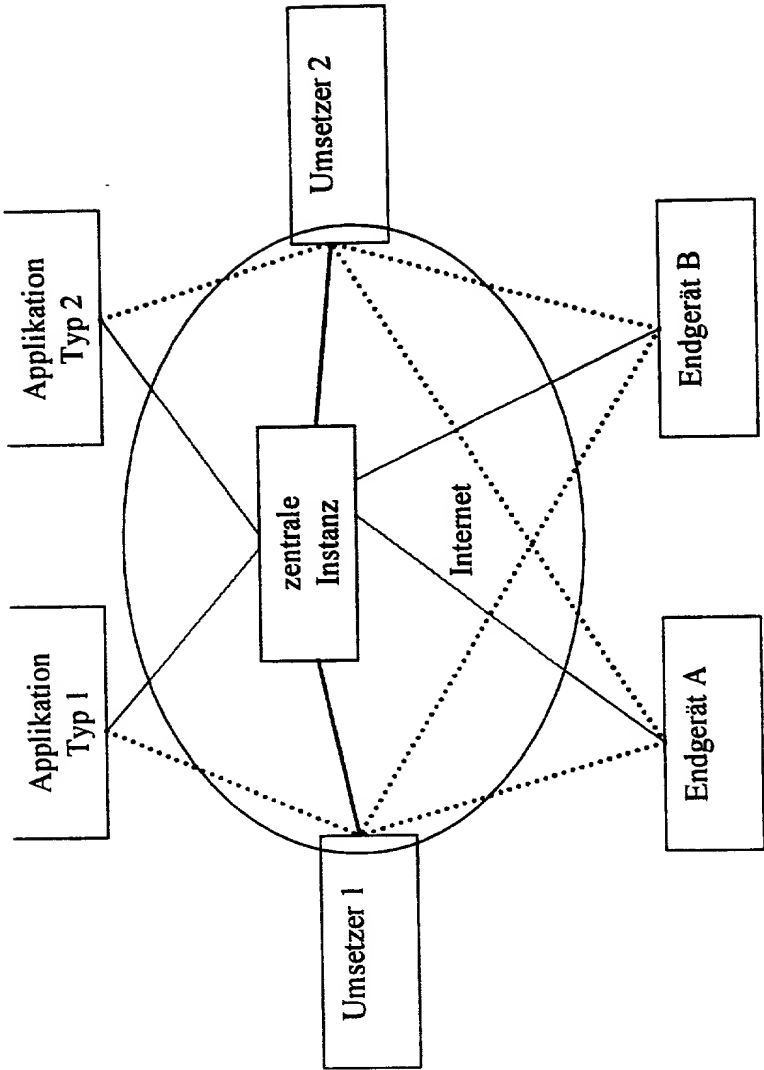 Applikation
Typ 1
Applikation
Typ 2
Umsetzer 1
zentrale
Instanz
Umsetzer 2
Internet
Endgerät A
Endgerät B